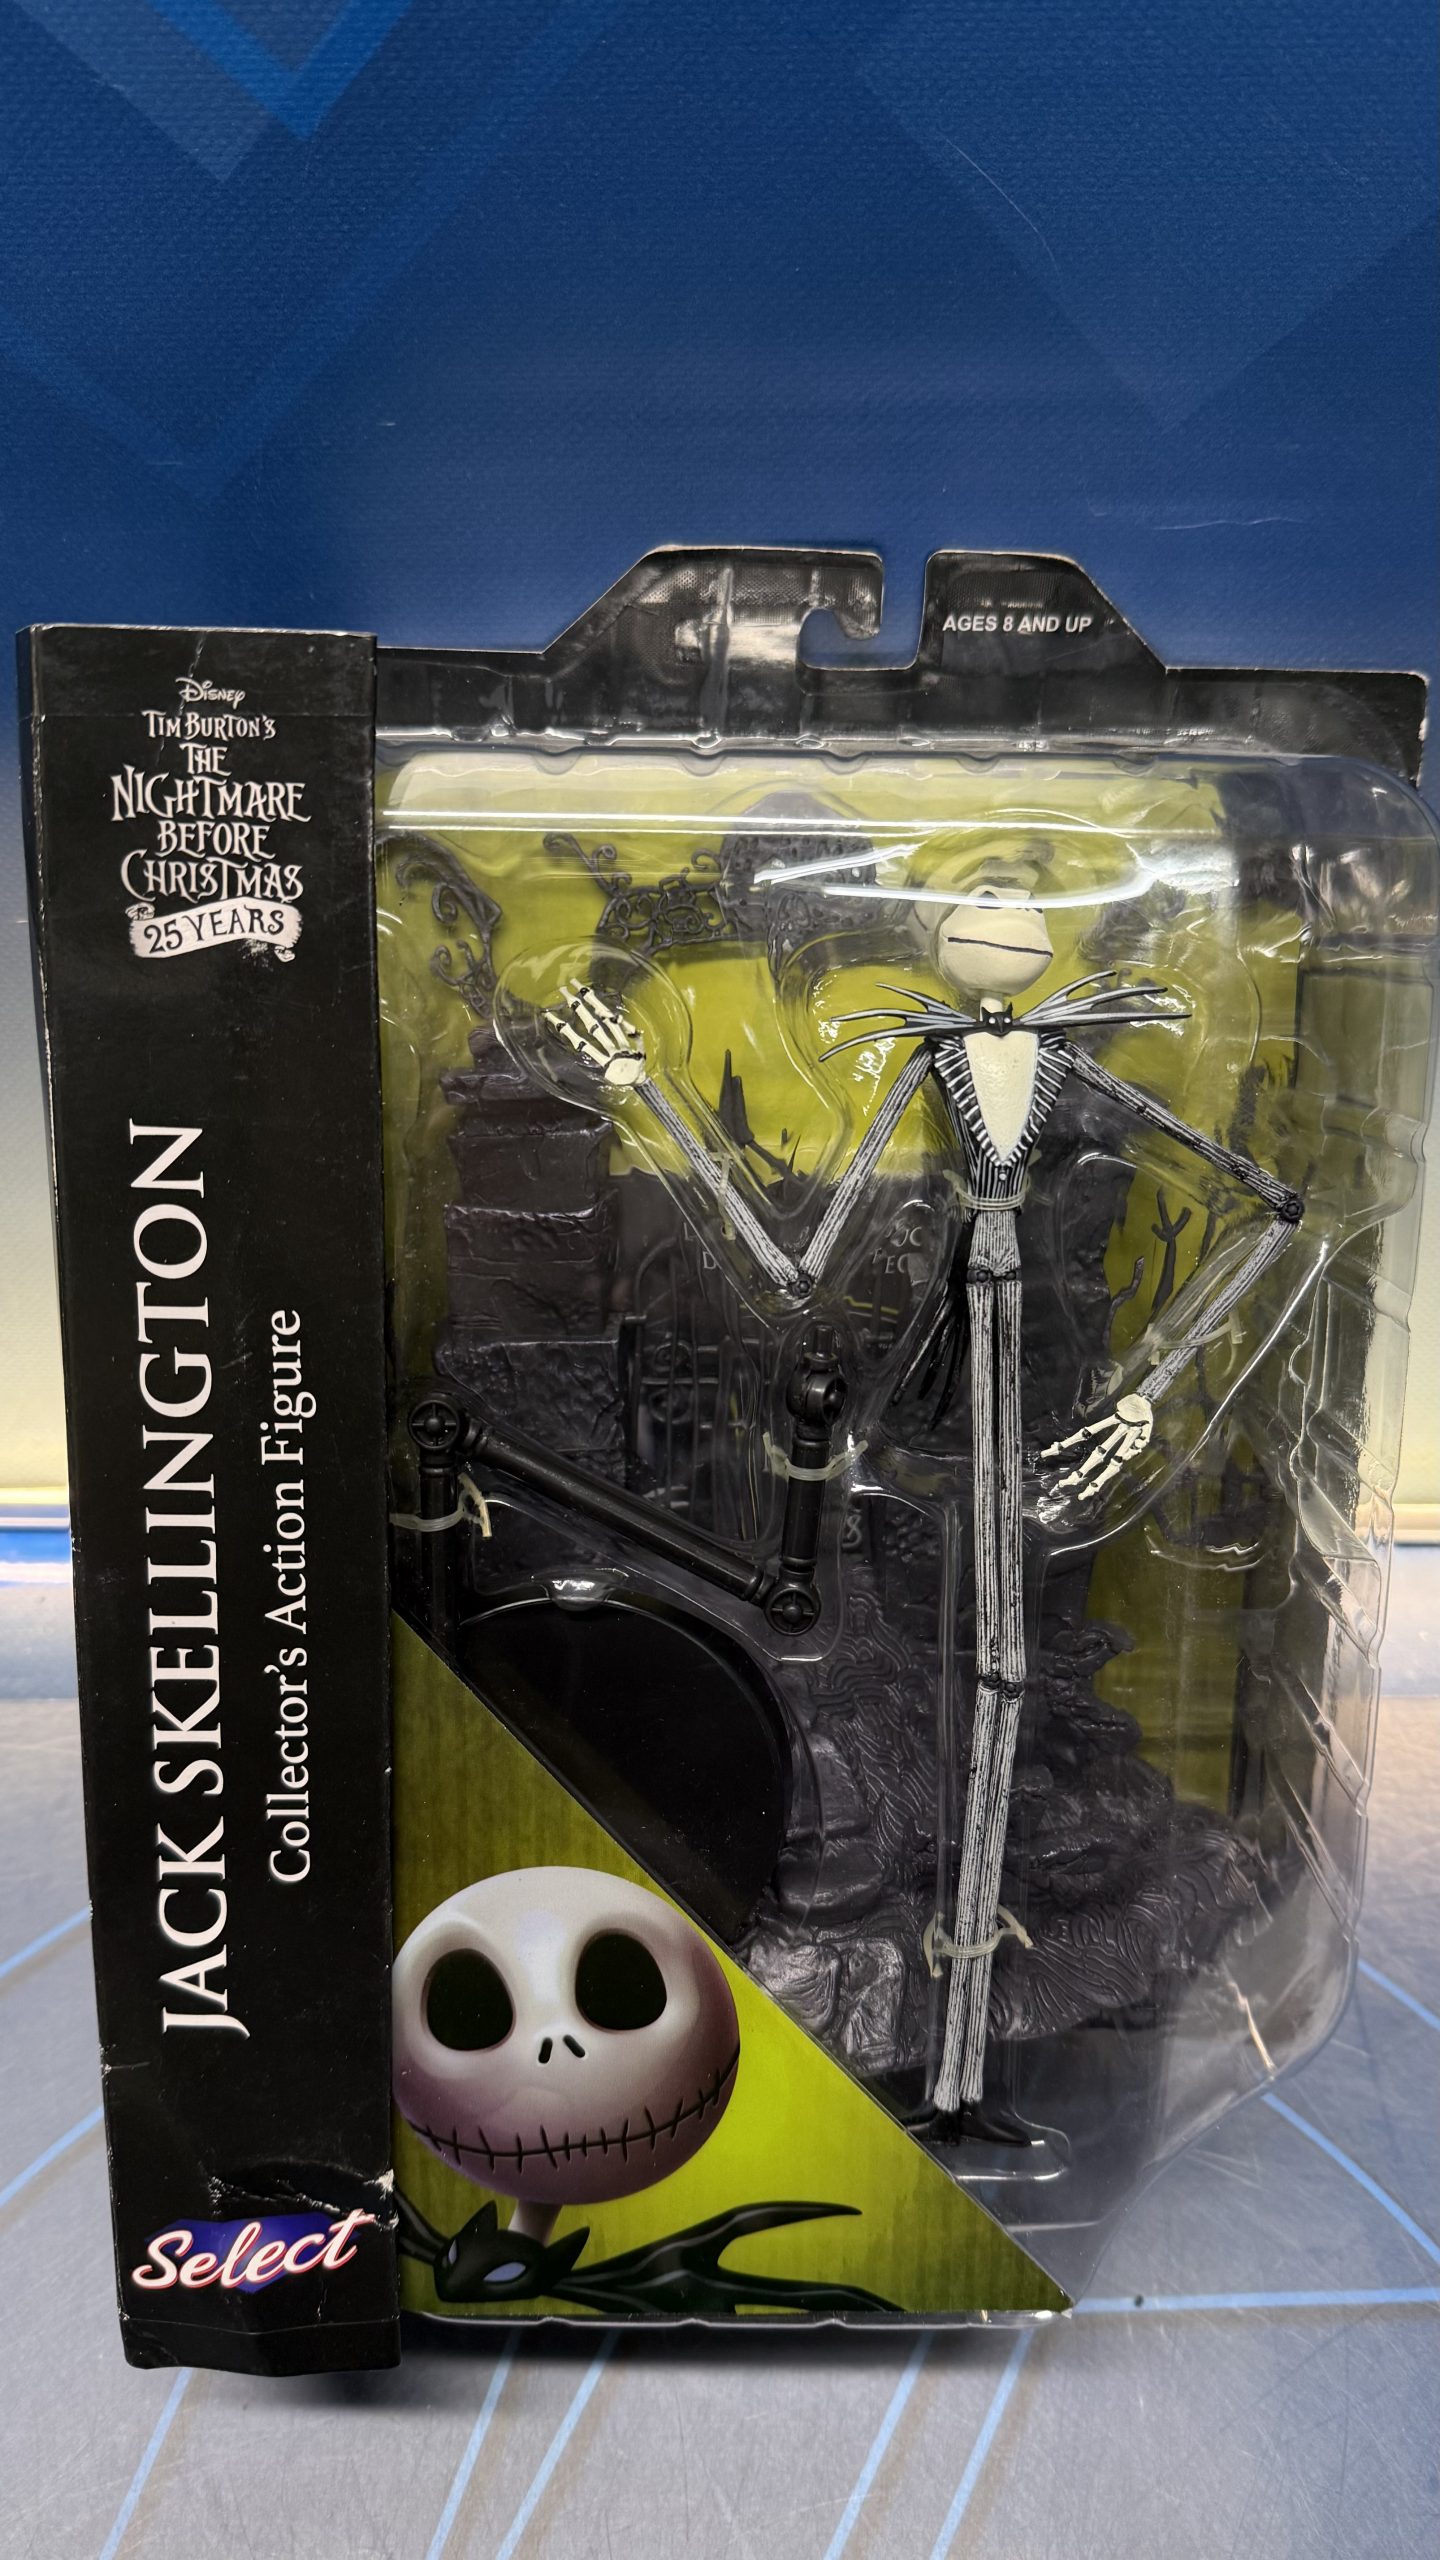 AGES 8 AND UP
Disney
TIM BURTON'S
THE
NIGHTMARE
BEFORE
CHRISTMAS
25 YEARS
JACK SKELLINGTON
Collector's Action Figure
Select